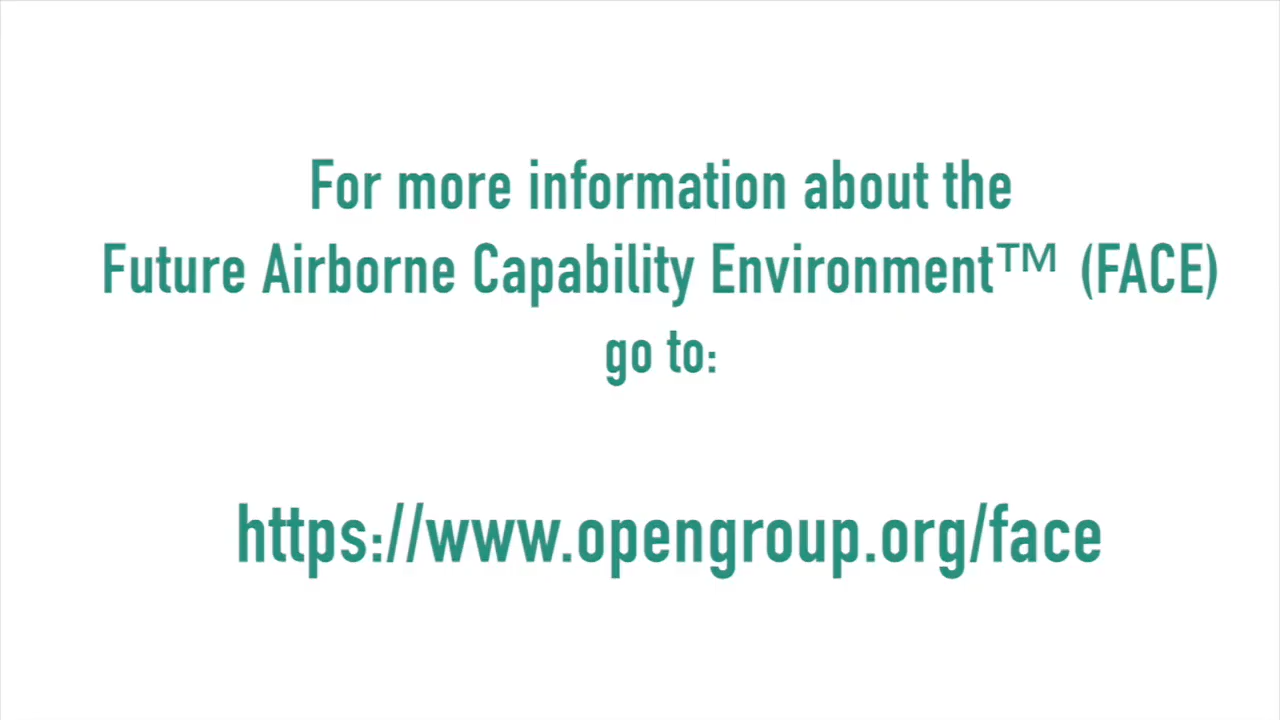 For more information about the
Future Airborne Capability Environment™ (FACE)
go to:
https://www.opengroup.org/face